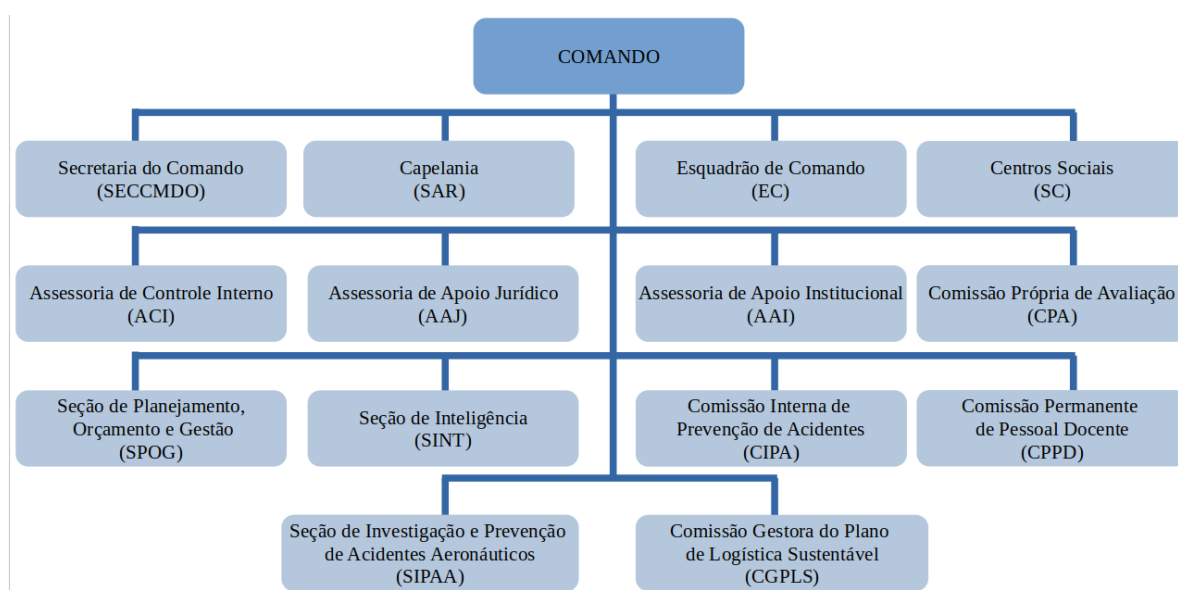 COMANDO
Secretaria do Comando
(SECCMDO)
Capelania
(SAR)
Esquadrão de Comando
(EC)
Centros Sociais
(SC)
Assessoria de Controle Interno
(ACI)
Assessoria de Apoio Jurídico
(AAJ)
Assessoria de Apoio Institucional
(AAI)
Comissão Própria de Avaliação
(CPA)
Seção de Planejamento,
Orçamento e Gestão
(SPOG)
Seção de Inteligência
(SINT)
Comissão Interna de
Prevenção de Acidentes
(CIPA)
Comissão Permanente
de Pessoal Docente
(CPPD)
Seção de Investigação e Prevenção
de Acidentes Aeronáuticos
(SIPAA)
Comissão Gestora do Plano
de Logística Sustentável
(CGPLS)